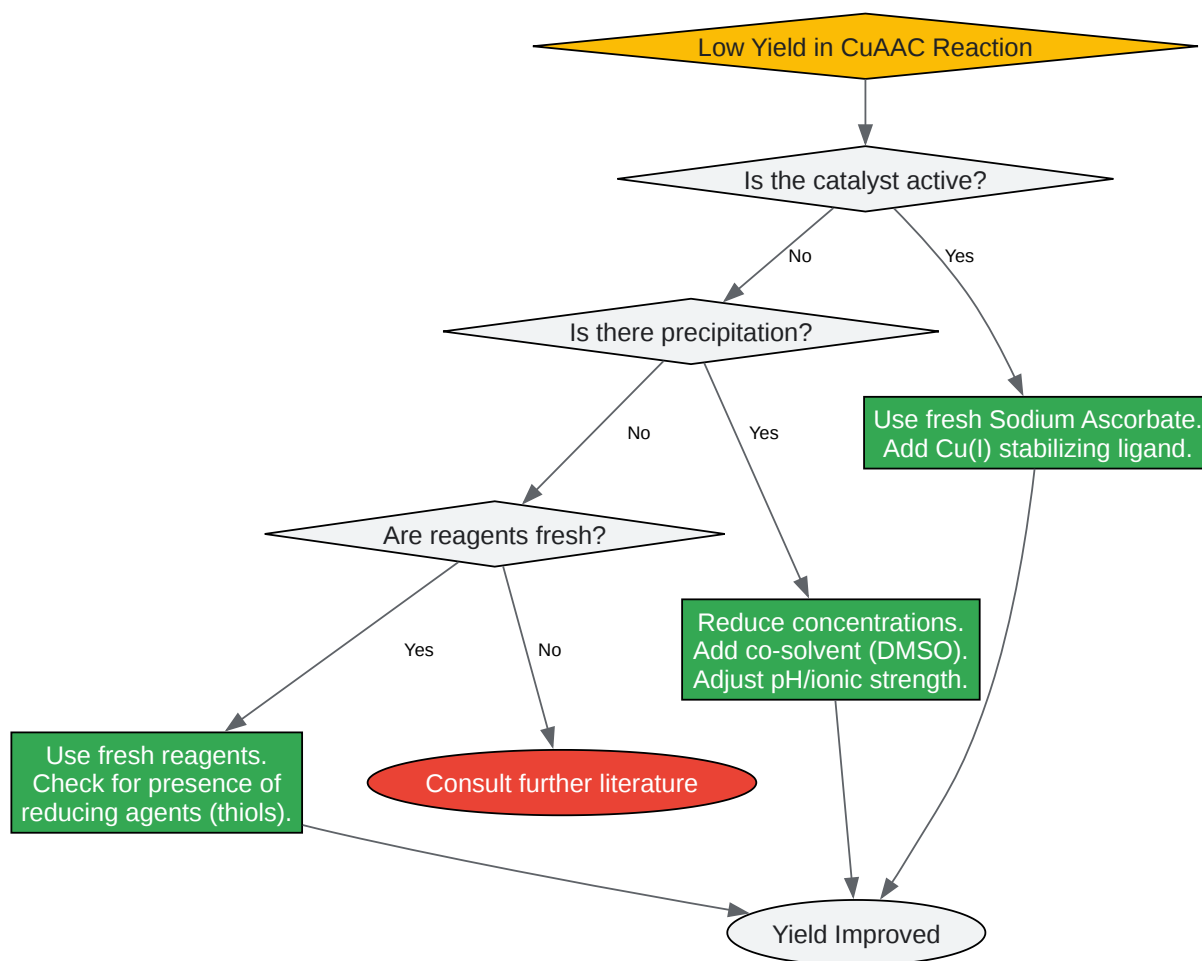 Low Yield in CuAAC Reaction
Is the catalyst active?
No
Yes
Is there precipitation?
No
Yes
Use fresh Sodium Ascorbate.
Add Cu(I) stabilizing ligand.
Are reagents fresh?
Yes
No
Reduce concentrations.
Add co-solvent (DMSO).
Adjust pH/ionic strength.
Use fresh reagents.
Check for presence of
reducing agents (thiols).
Consult further literature
Yield Improved